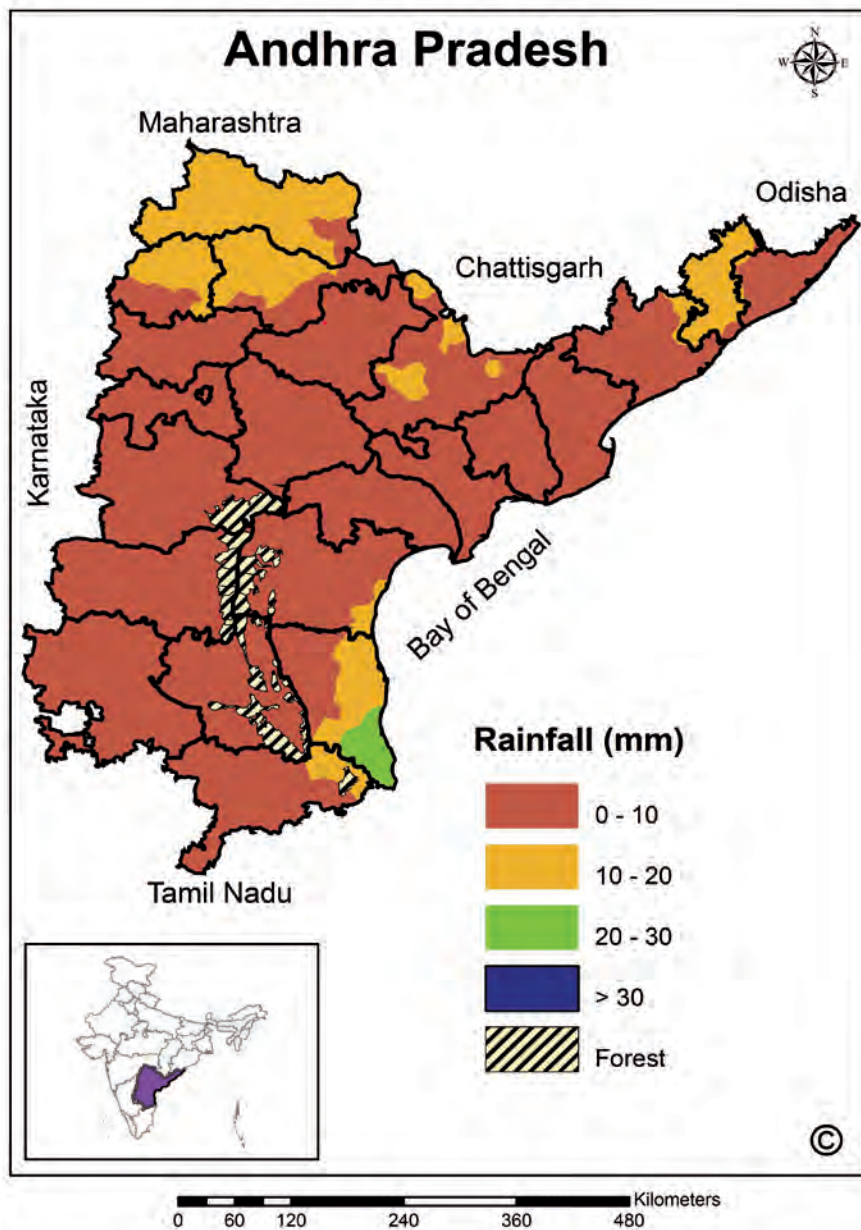 Andhra Pradesh
N
W E
S
Maharashtra
Odisha
Chattisgarh
Karnataka
Bay of Bengal
Tamil Nadu
Rainfall (mm)
0 - 10
10 - 20
20 - 30
> 30
Forest
©
Kilometers
0 60 120 240 360 480